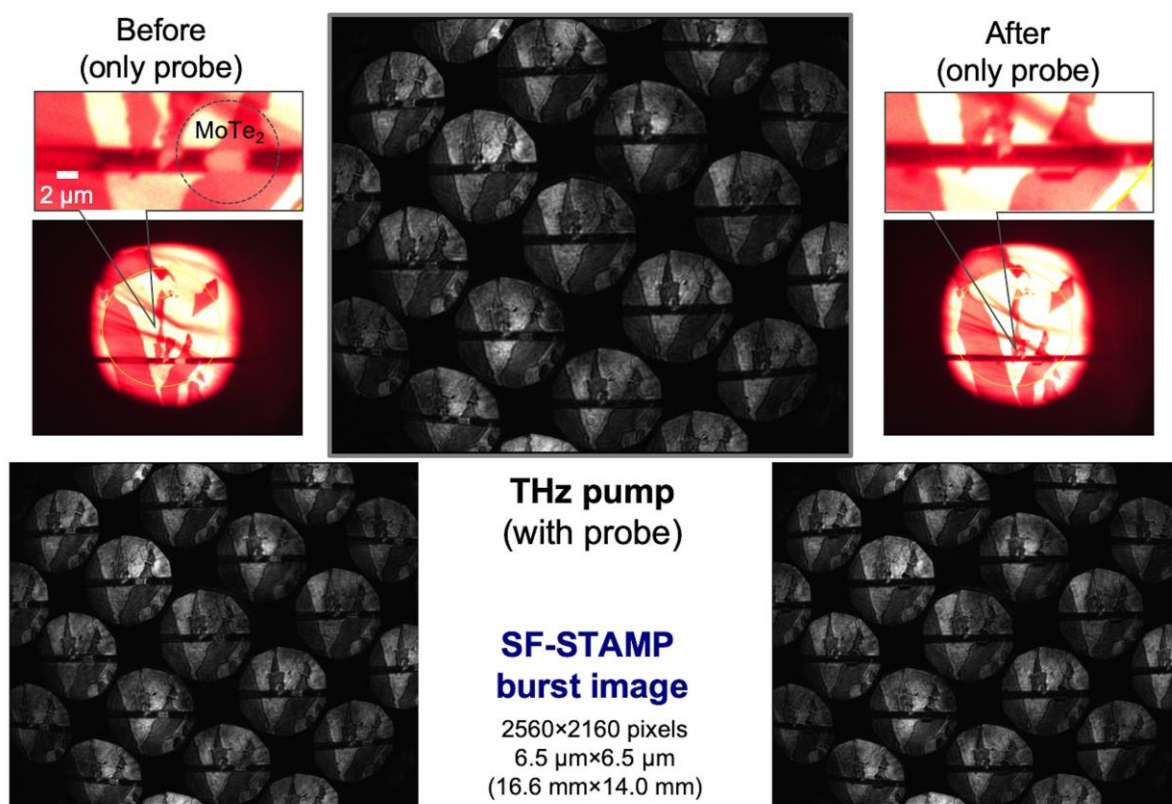 Before
(only probe)
MoTe₂
2 µm
After
(only probe)
THz pump
(with probe)
SF-STAMP
burst image
2560×2160 pixels
6.5 µm×6.5 µm
(16.6 mm×14.0 mm)